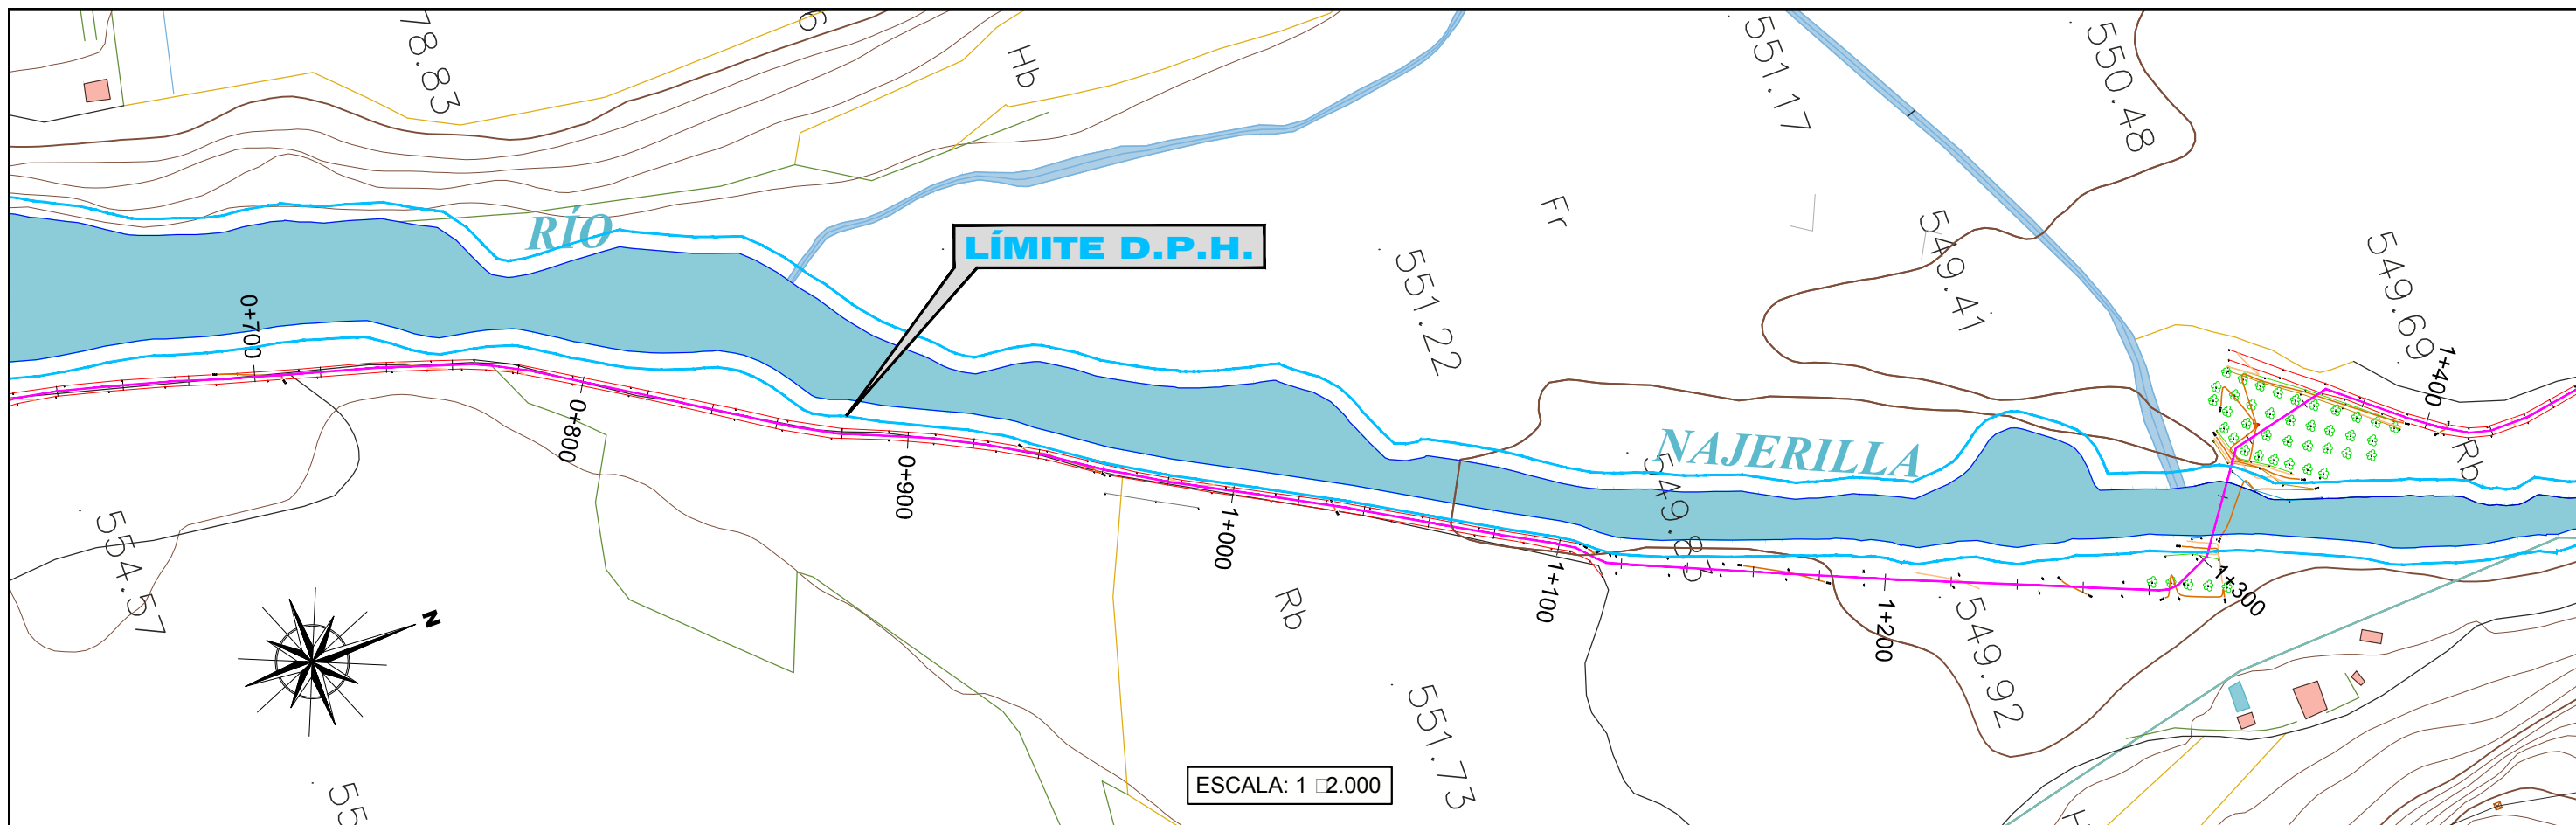 78.83
6
Hb
551.17
550.48
RÍO
LÍMITE D.P.H.
Fr
551.22
549.41
549.69
0+700
0+800
0+900
1+000
1+100
1+200
1+300
1+400
NAJERILLA
549.83
Rb
554.57
N
Rb
549.92
551.73
55
ESCALA: 1 2.000
H